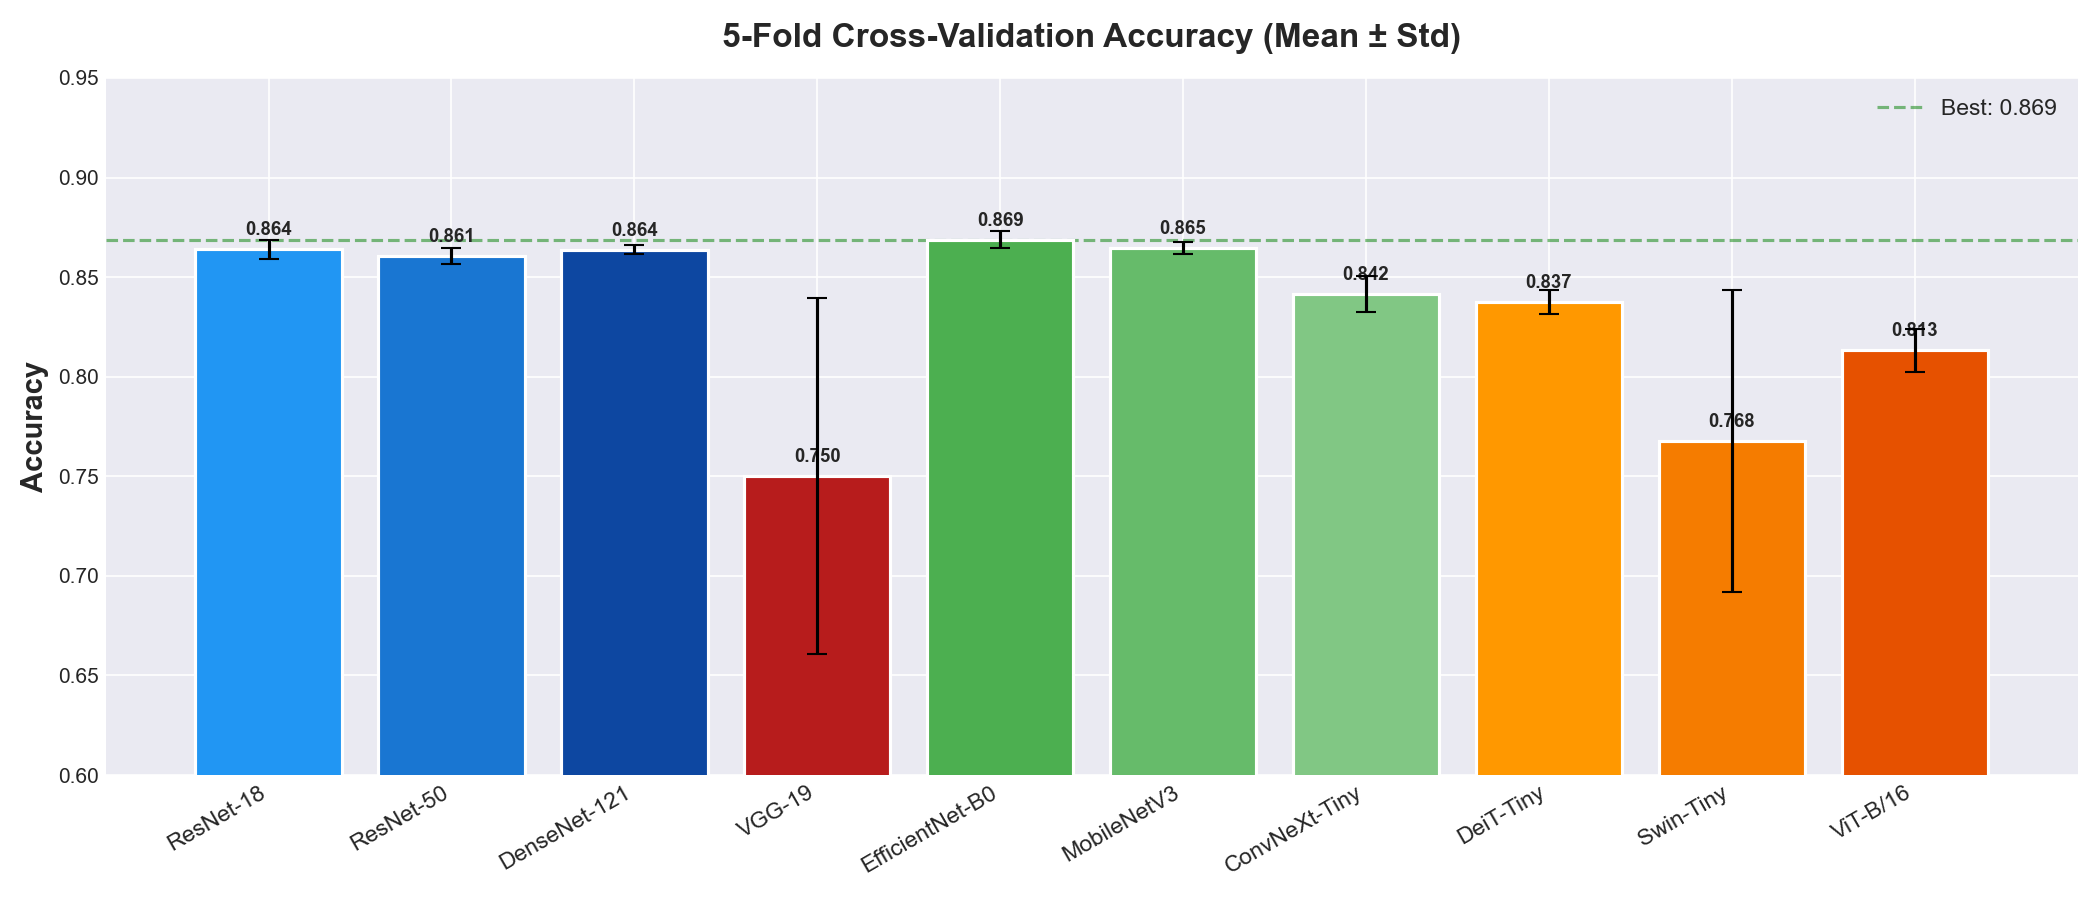 5-Fold Cross-Validation Accuracy (Mean ± Std)
Best: 0.869
Accuracy
0.95
0.90
0.85
0.80
0.75
0.70
0.65
0.60
0.864
0.861
0.864
0.750
0.869
0.865
0.842
0.837
0.768
0.813
ResNet-18
ResNet-50
DenseNet-121
VGG-19
EfficientNet-B0
MobileNetV3
ConvNeXt-Tiny
DeiT-Tiny
Swin-Tiny
ViT-B/16